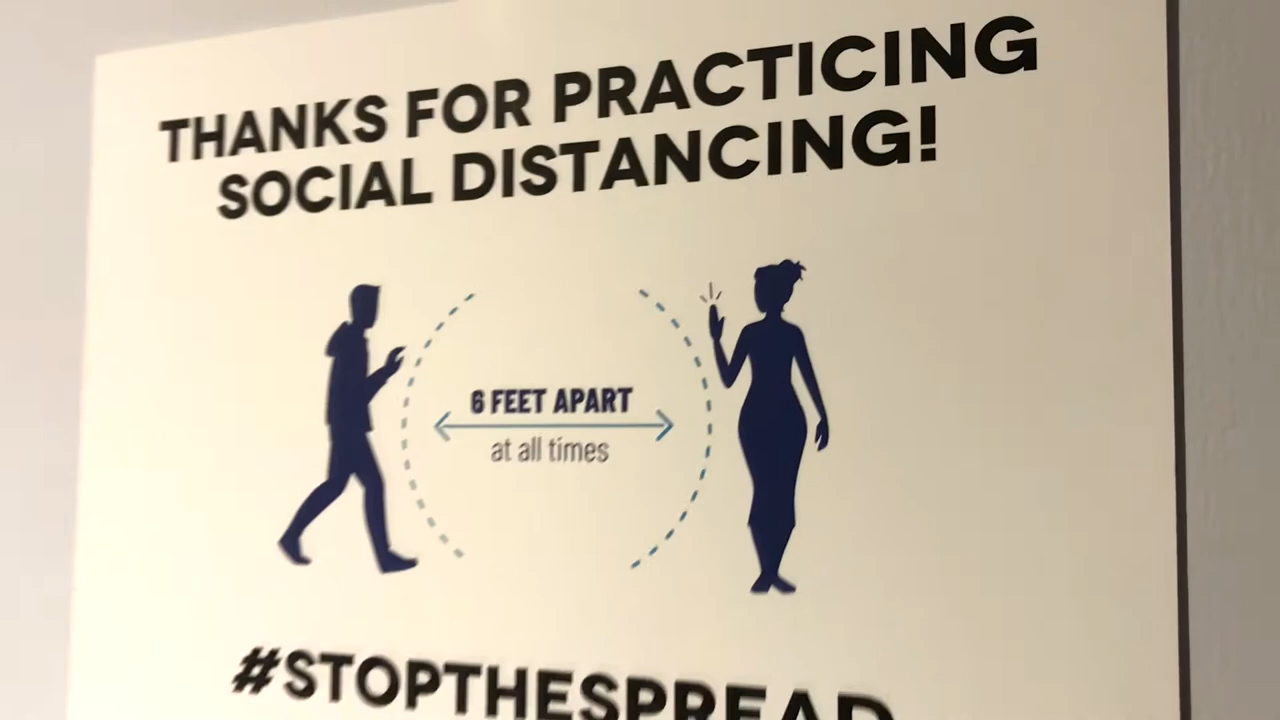 THANKS FOR PRACTICING
SOCIAL DISTANCING!
6 FEET APART
at all times
#STOPTHESPREAD